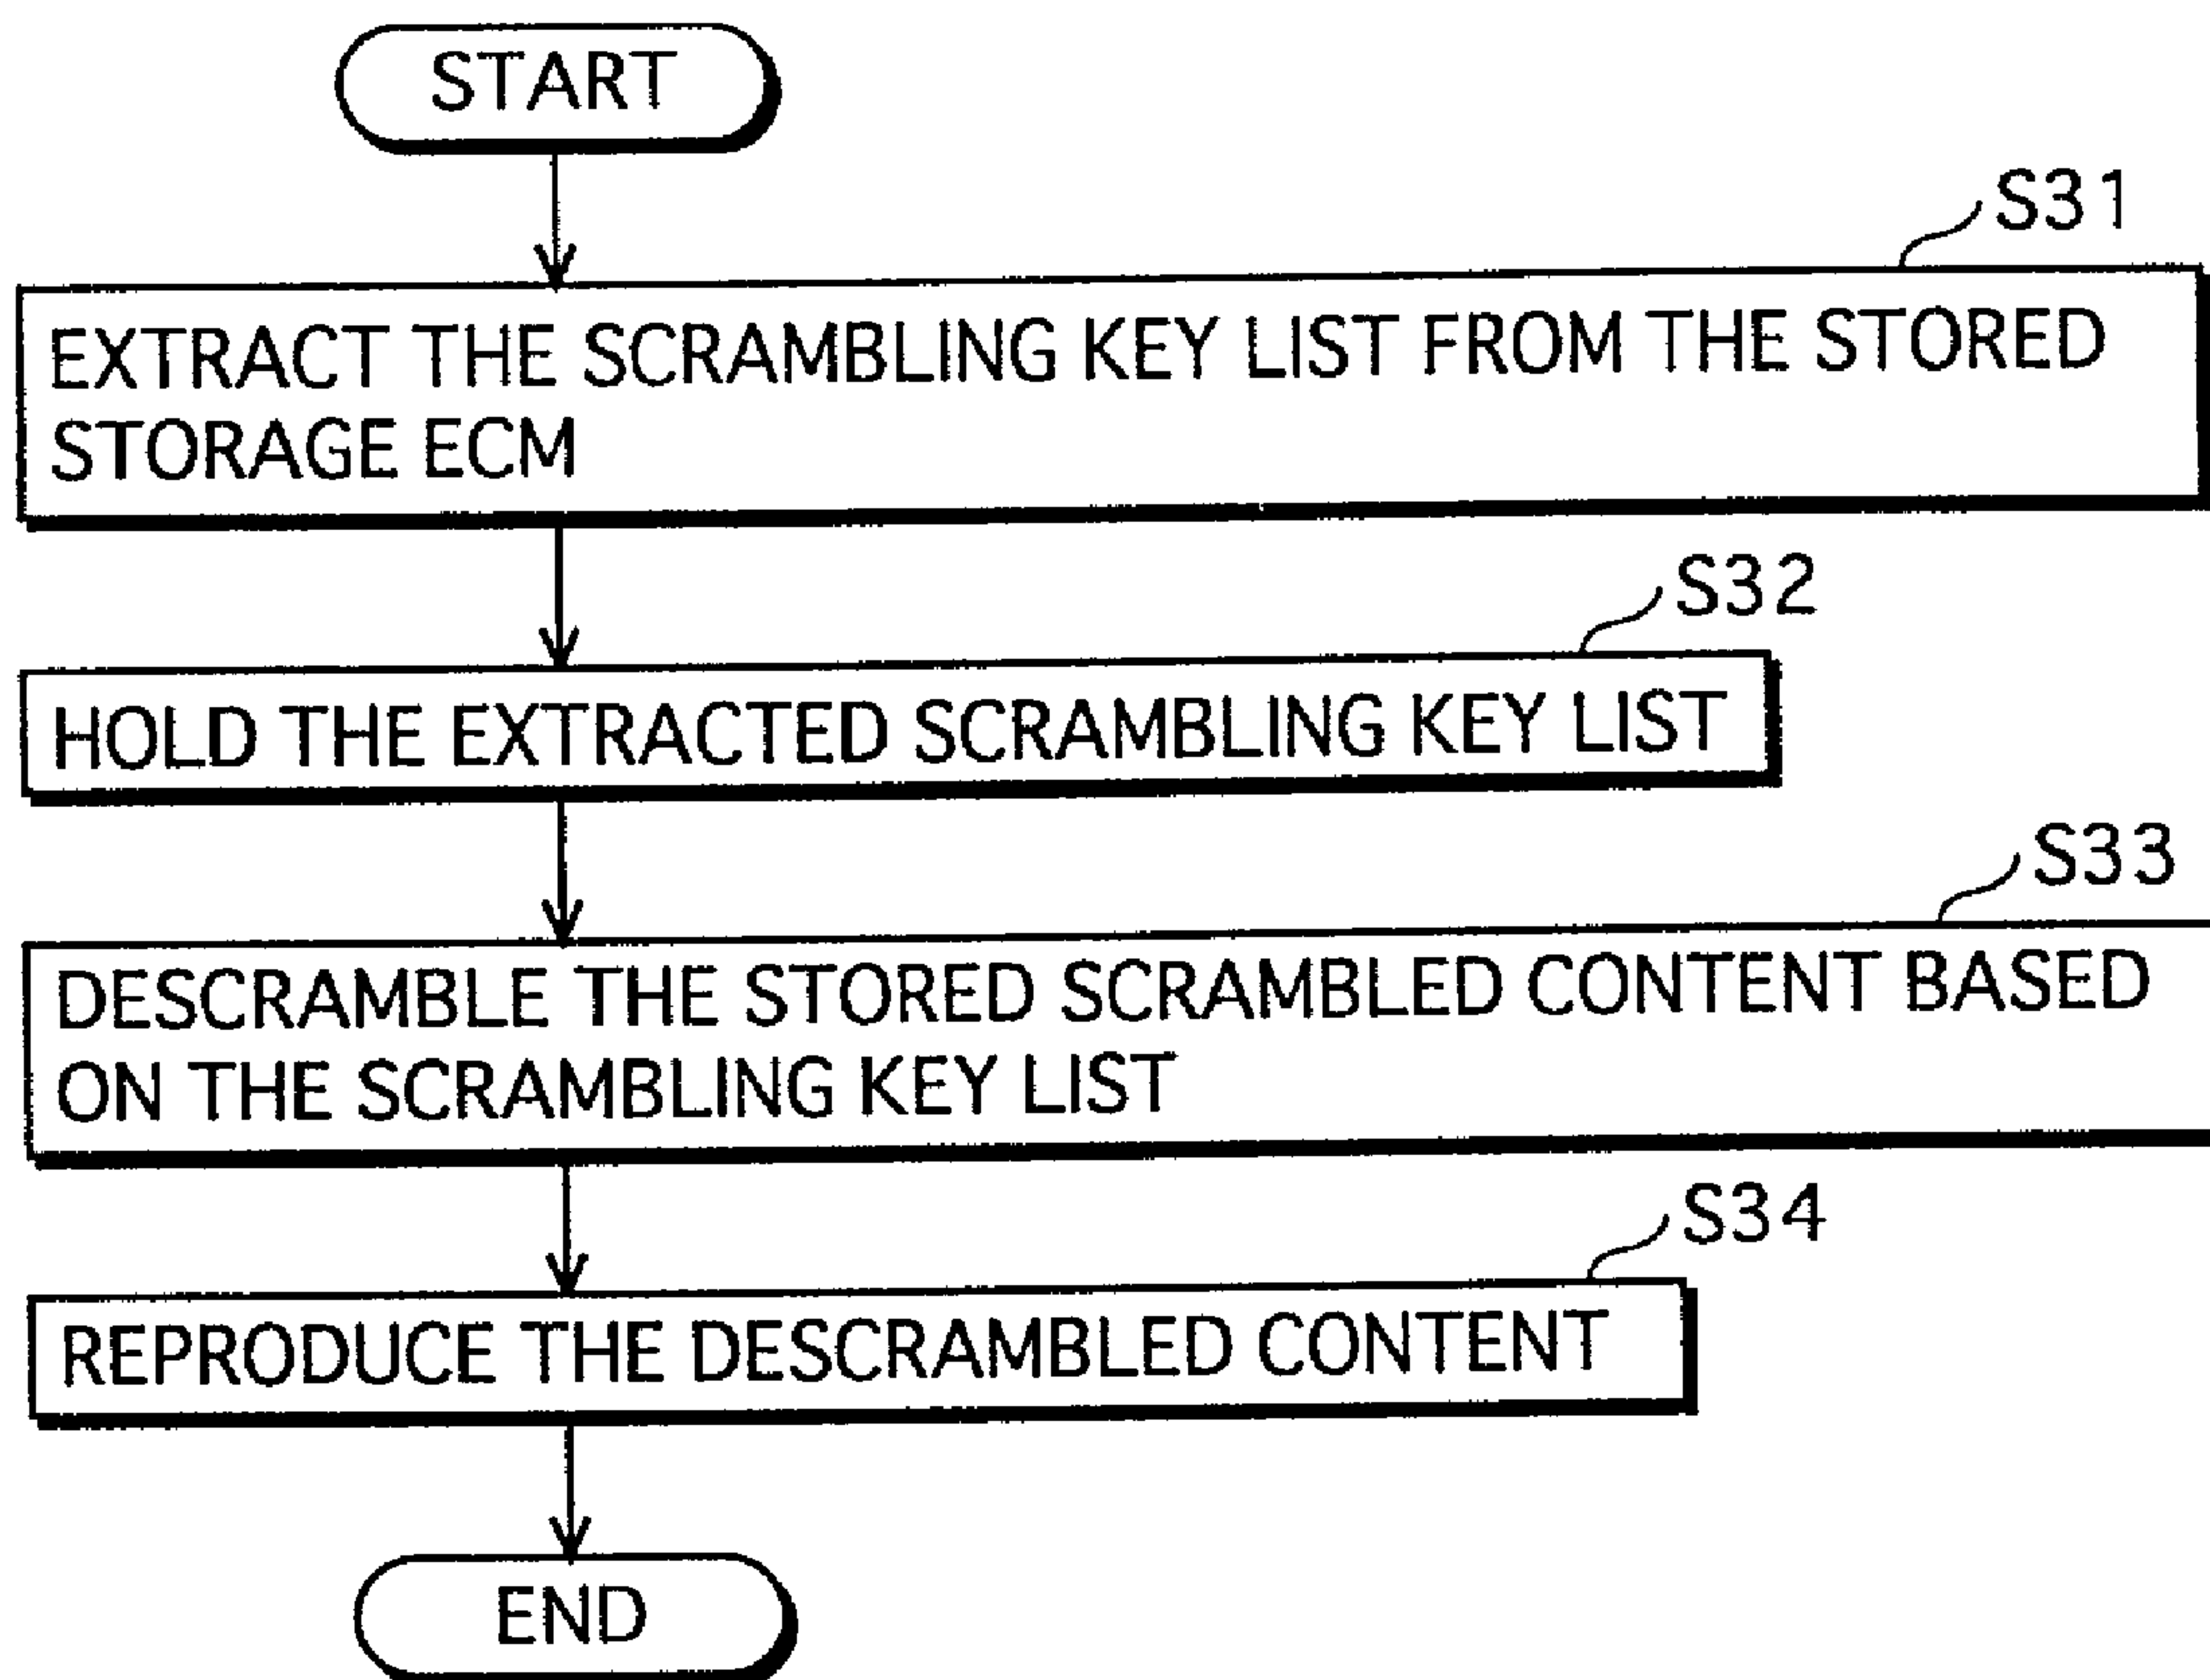 START
S31
EXTRACT THE SCRAMBLING KEY LIST FROM THE STORED
STORAGE ECM
S32
HOLD THE EXTRACTED SCRAMBLING KEY LIST
S33
DESCRAMBLE THE STORED SCRAMBLED CONTENT BASED
ON THE SCRAMBLING KEY LIST
S34
REPRODUCE THE DESCRAMBLED CONTENT
END